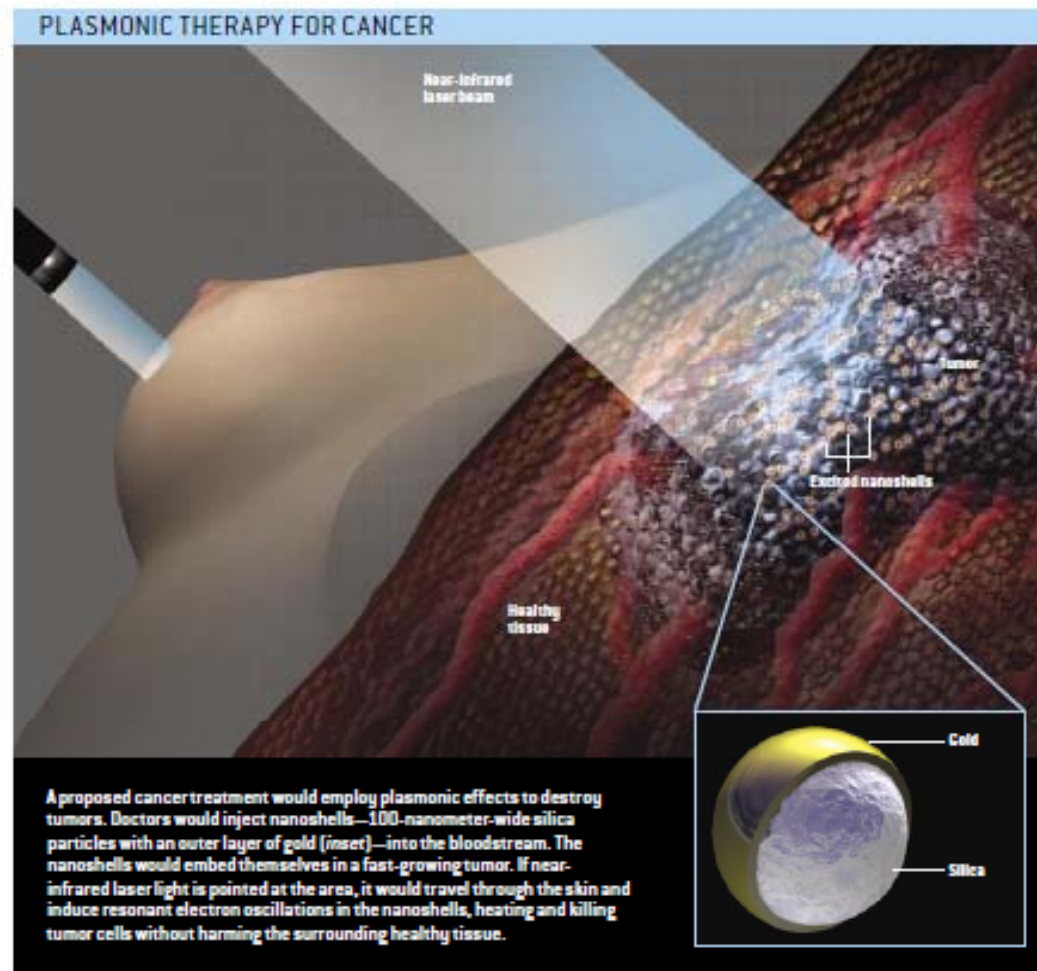 PLASMONIC THERAPY FOR CANCER
Near-infrared
laser beam
Tumor
Excited nanoshells
Healthy
tissue
Gold
Silica
A proposed cancer treatment would employ plasmonic effects to destroy
tumors. Doctors would inject nanoshells—100-nanometer-wide silica
particles with an outer layer of gold (inset)—into the bloodstream. The
nanoshells would embed themselves in a fast-growing tumor. If near-
infrared laser light is pointed at the area, it would travel through the skin and
induce resonant electron oscillations in the nanoshells, heating and killing
tumor cells without harming the surrounding healthy tissue.